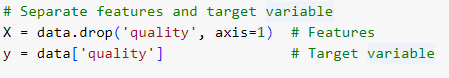 # Separate features and target variable
X = data.drop('quality', axis=1)  # Features
y = data['quality']               # Target variable